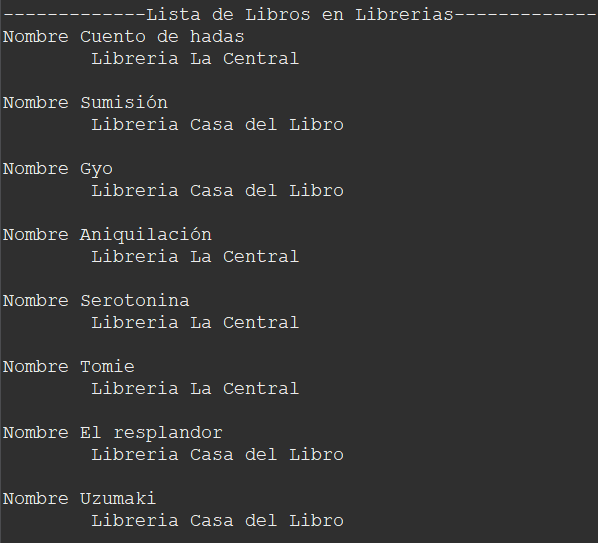 -------------Lista de Libros en Librerias-------------
Nombre Cuento de hadas
Libreria La Central
Nombre Sumisión
Libreria Casa del Libro
Nombre Gyo
Libreria Casa del Libro
Nombre Aniquilación
Libreria La Central
Nombre Serotonina
Libreria La Central
Nombre Tomie
Libreria La Central
Nombre El resplandor
Libreria Casa del Libro
Nombre Uzumaki
Libreria Casa del Libro